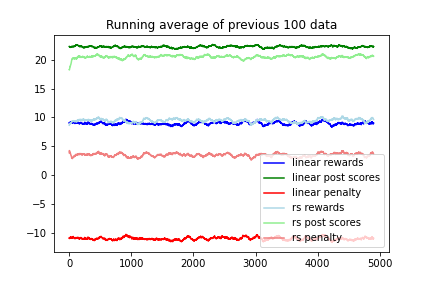 Running average of previous 100 data
20
15
10
5
0
−5
−10
0 1000 2000 3000 4000 5000
linear rewards
linear post scores
linear penalty
rs rewards
rs post scores
rs penalty